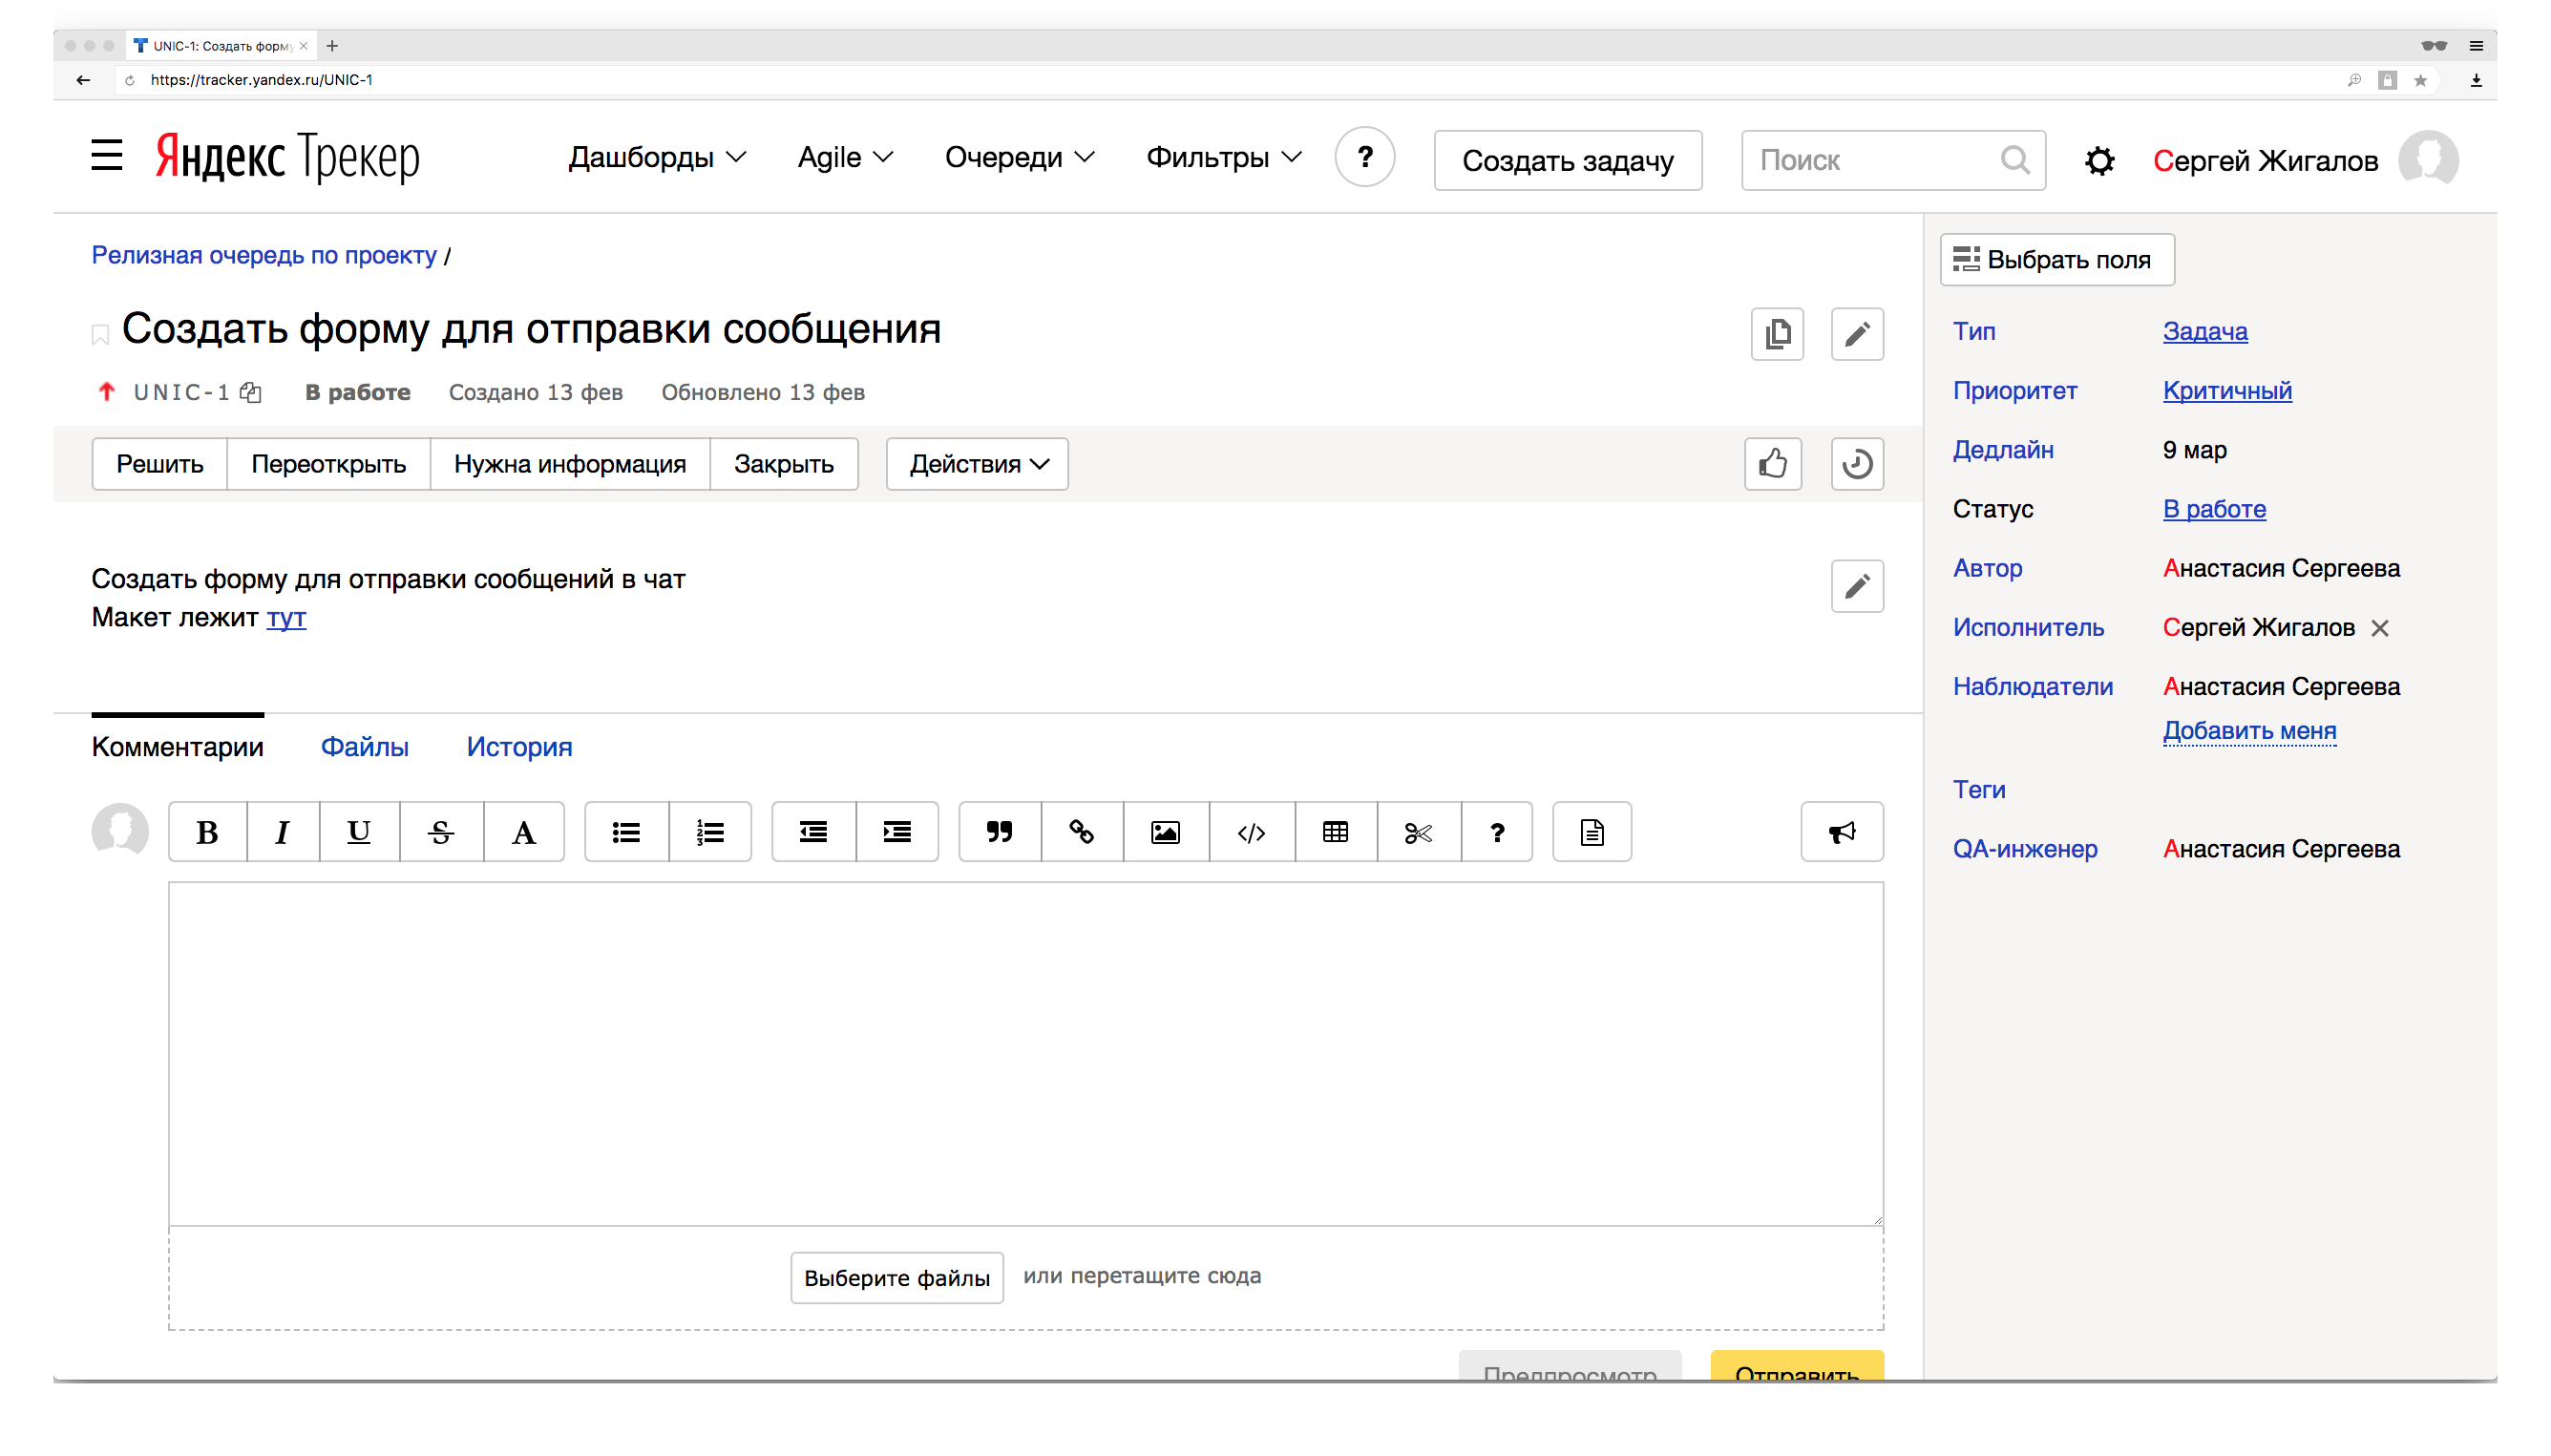 UNIC-1: Создать форму
https://tracker.yandex.ru/UNIC-1
Яндекс Трекер
Дашборды
Agile
Очереди
Фильтры
?
Создать задачу
Поиск
Сергей Жигалов
Релизная очередь по проекту /
Создать форму для отправки сообщения
UNIC-1 В работе Создано 13 фев Обновлено 13 фев
Решить
Переоткрыть
Нужна информация
Закрыть
Действия
Создать форму для отправки сообщений в чат
Макет лежит тут
Комментарии
Файлы
История
B I U S A
Выберите файлы или перетащите сюда
Предпросмотр
Отправить
Выбрать поля
Тип Задача
Приоритет Критичный
Дедлайн 9 мар
Статус В работе
Автор Анастасия Сергеева
Исполнитель Сергей Жигалов
Наблюдатели Анастасия Сергеева
Добавить меня
Теги
QA-инженер Анастасия Сергеева